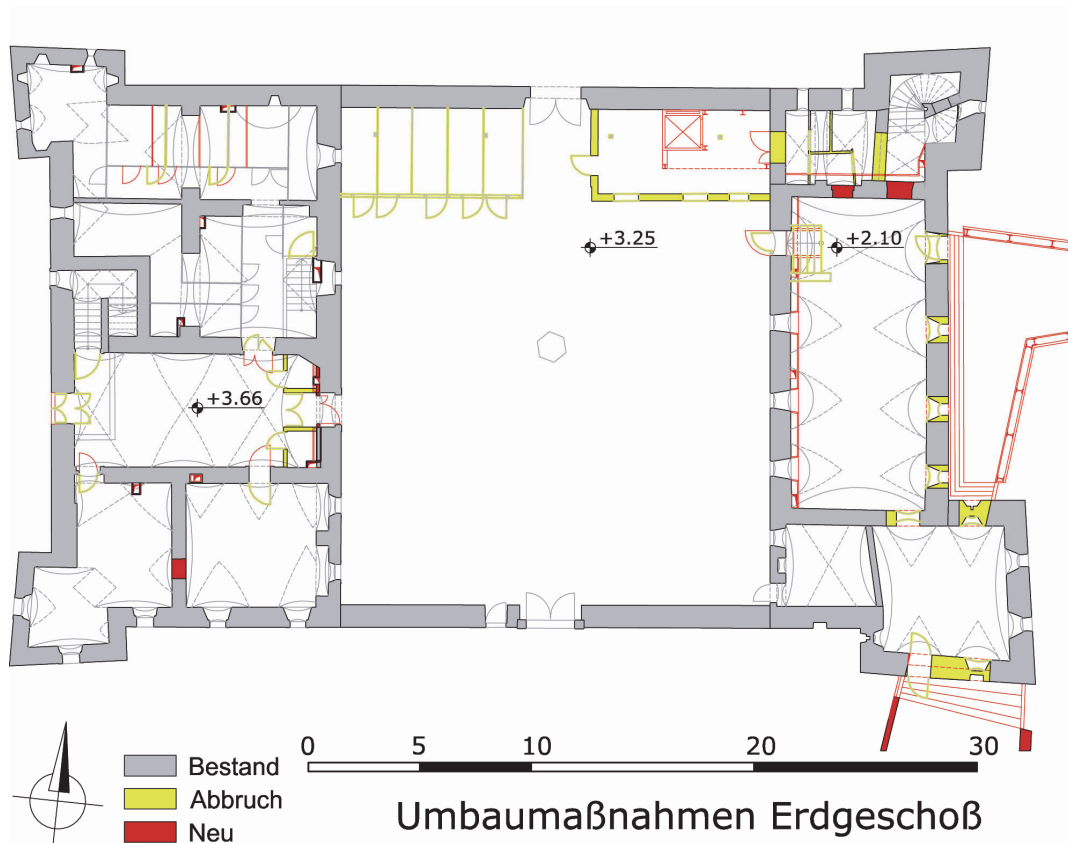 +3.25
+2.10
+3.66
0 5 10 20 30
Bestand
Abbruch
Neu
Umbaumaßnahmen Erdgeschoß